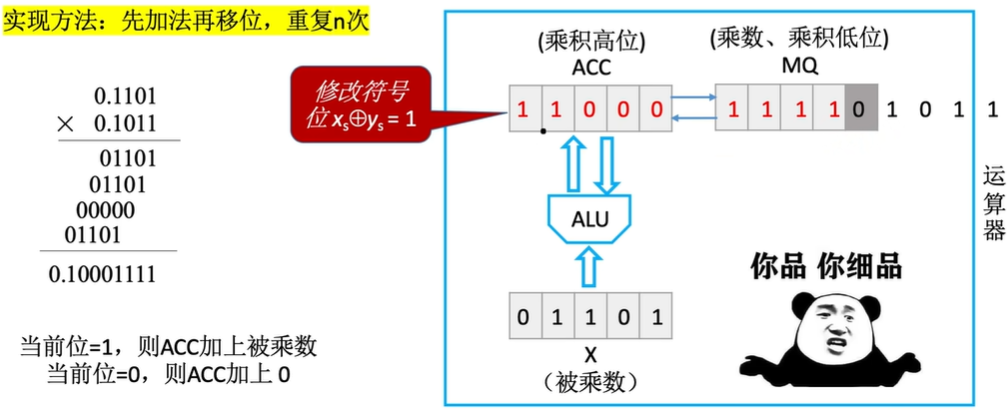 实现方法：先加法再移位，重复n次
0.1101
× 0.1011
01101
01101
00000
01101
0.10001111
当前位=1，则ACC加上被乘数
当前位=0，则ACC加上 0
修改符号
位 xs⊕ys = 1
(乘积高位)
ACC
(乘数、乘积低位)
MQ
1 1 0 0 0
1 1 1 1 0 1 0 1 1
ALU
0 1 1 0 1
X
（被乘数）
运算器
你品 你细品